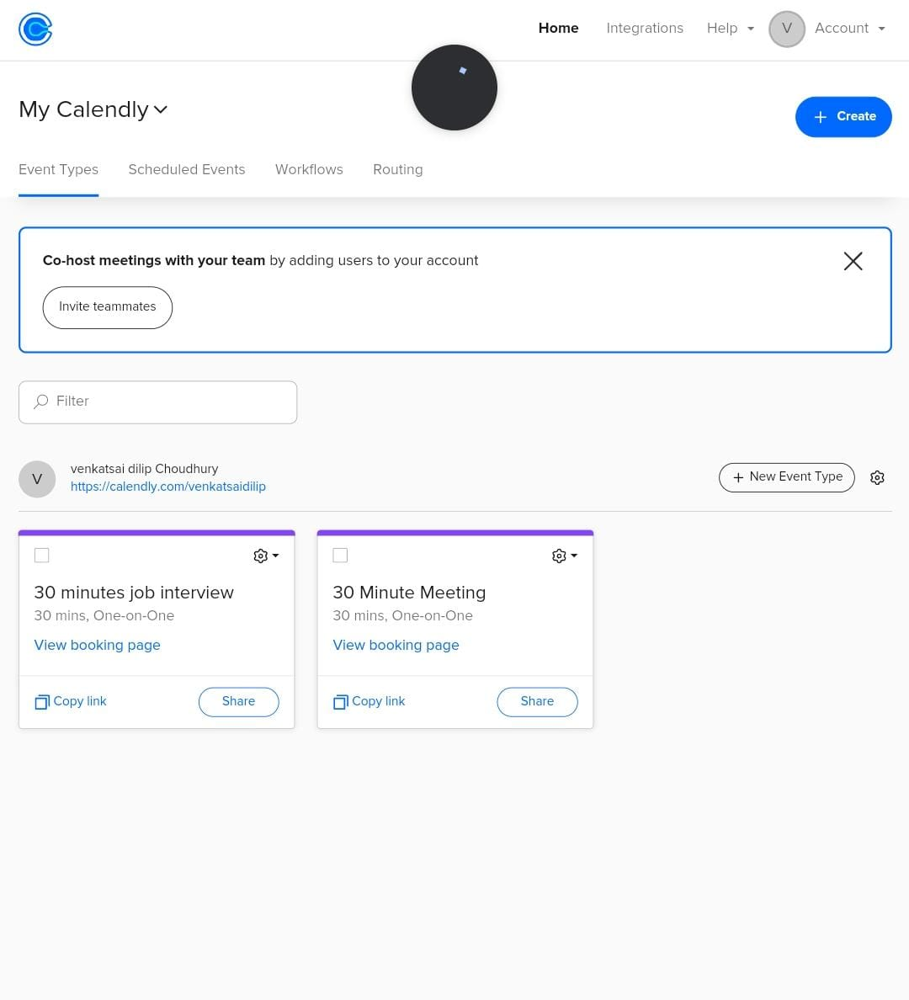 Home Integrations Help V Account
My Calendly
+ Create
Event Types Scheduled Events Workflows Routing
Co-host meetings with your team by adding users to your account
Invite teammates
Filter
V
venkatsai dilip Choudhury
https://calendly.com/venkatsaidilip
+ New Event Type
30 minutes job interview
30 mins, One-on-One
View booking page
Copy link Share
30 Minute Meeting
30 mins, One-on-One
View booking page
Copy link Share